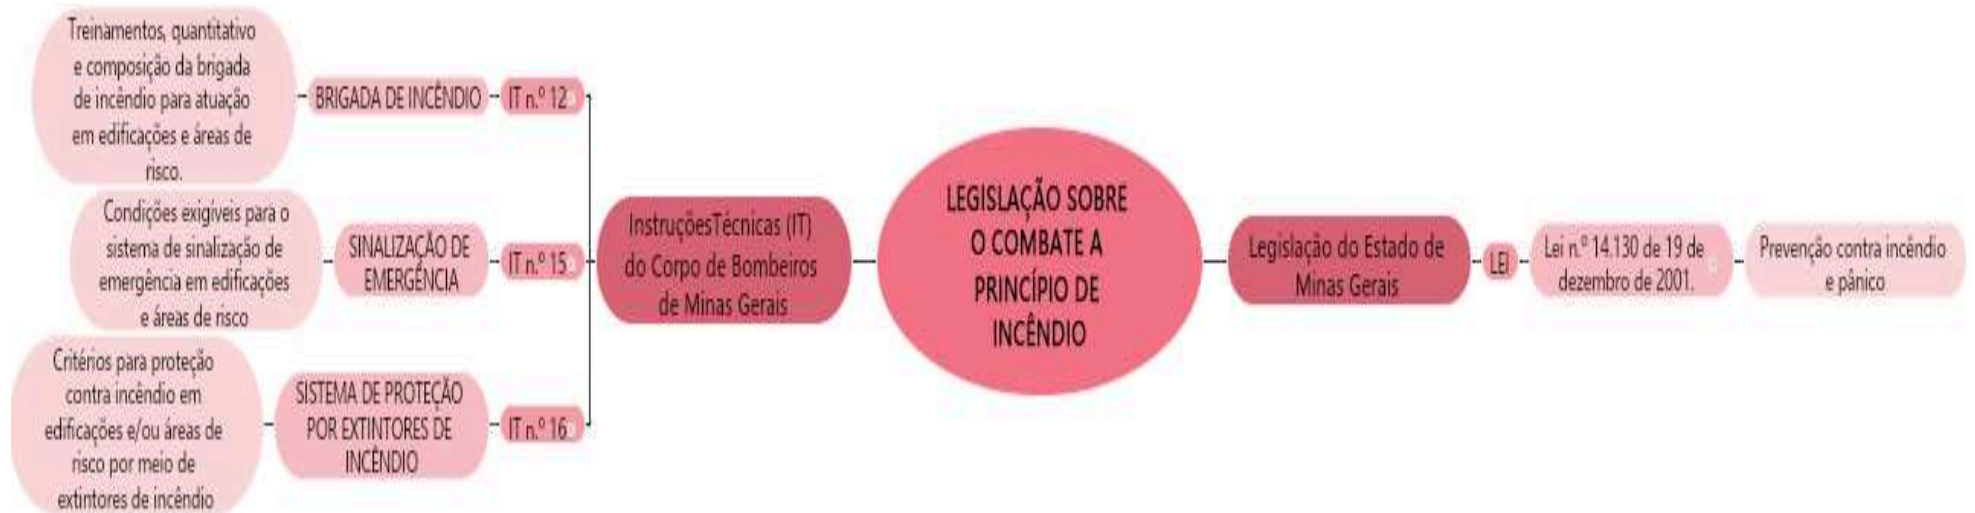 Treinamentos, quantitativo
e composição da brigada
de incêndio para atuação
em edificações e áreas de
risco.
BRIGADA DE INCÊNDIO
IT n.º 12
Condições exigíveis para o
sistema de sinalização de
emergência em edificações
e áreas de risco
SINALIZAÇÃO DE
EMERGÊNCIA
IT n.º 15
Critérios para proteção
contra incêndio em
edificações e/ou áreas de
risco por meio de
extintores de incêndio
SISTEMA DE PROTEÇÃO
POR EXTINTORES DE
INCÊNDIO
IT n.º 16
InstruçõesTécnicas (IT)
do Corpo de Bombeiros
de Minas Gerais
LEGISLAÇÃO SOBRE
O COMBATE A
PRINCÍPIO DE
INCÊNDIO
Legislação do Estado de
Minas Gerais
LEI
Lei n.º 14.130 de 19 de
dezembro de 2001.
Prevenção contra incêndio
e pânico